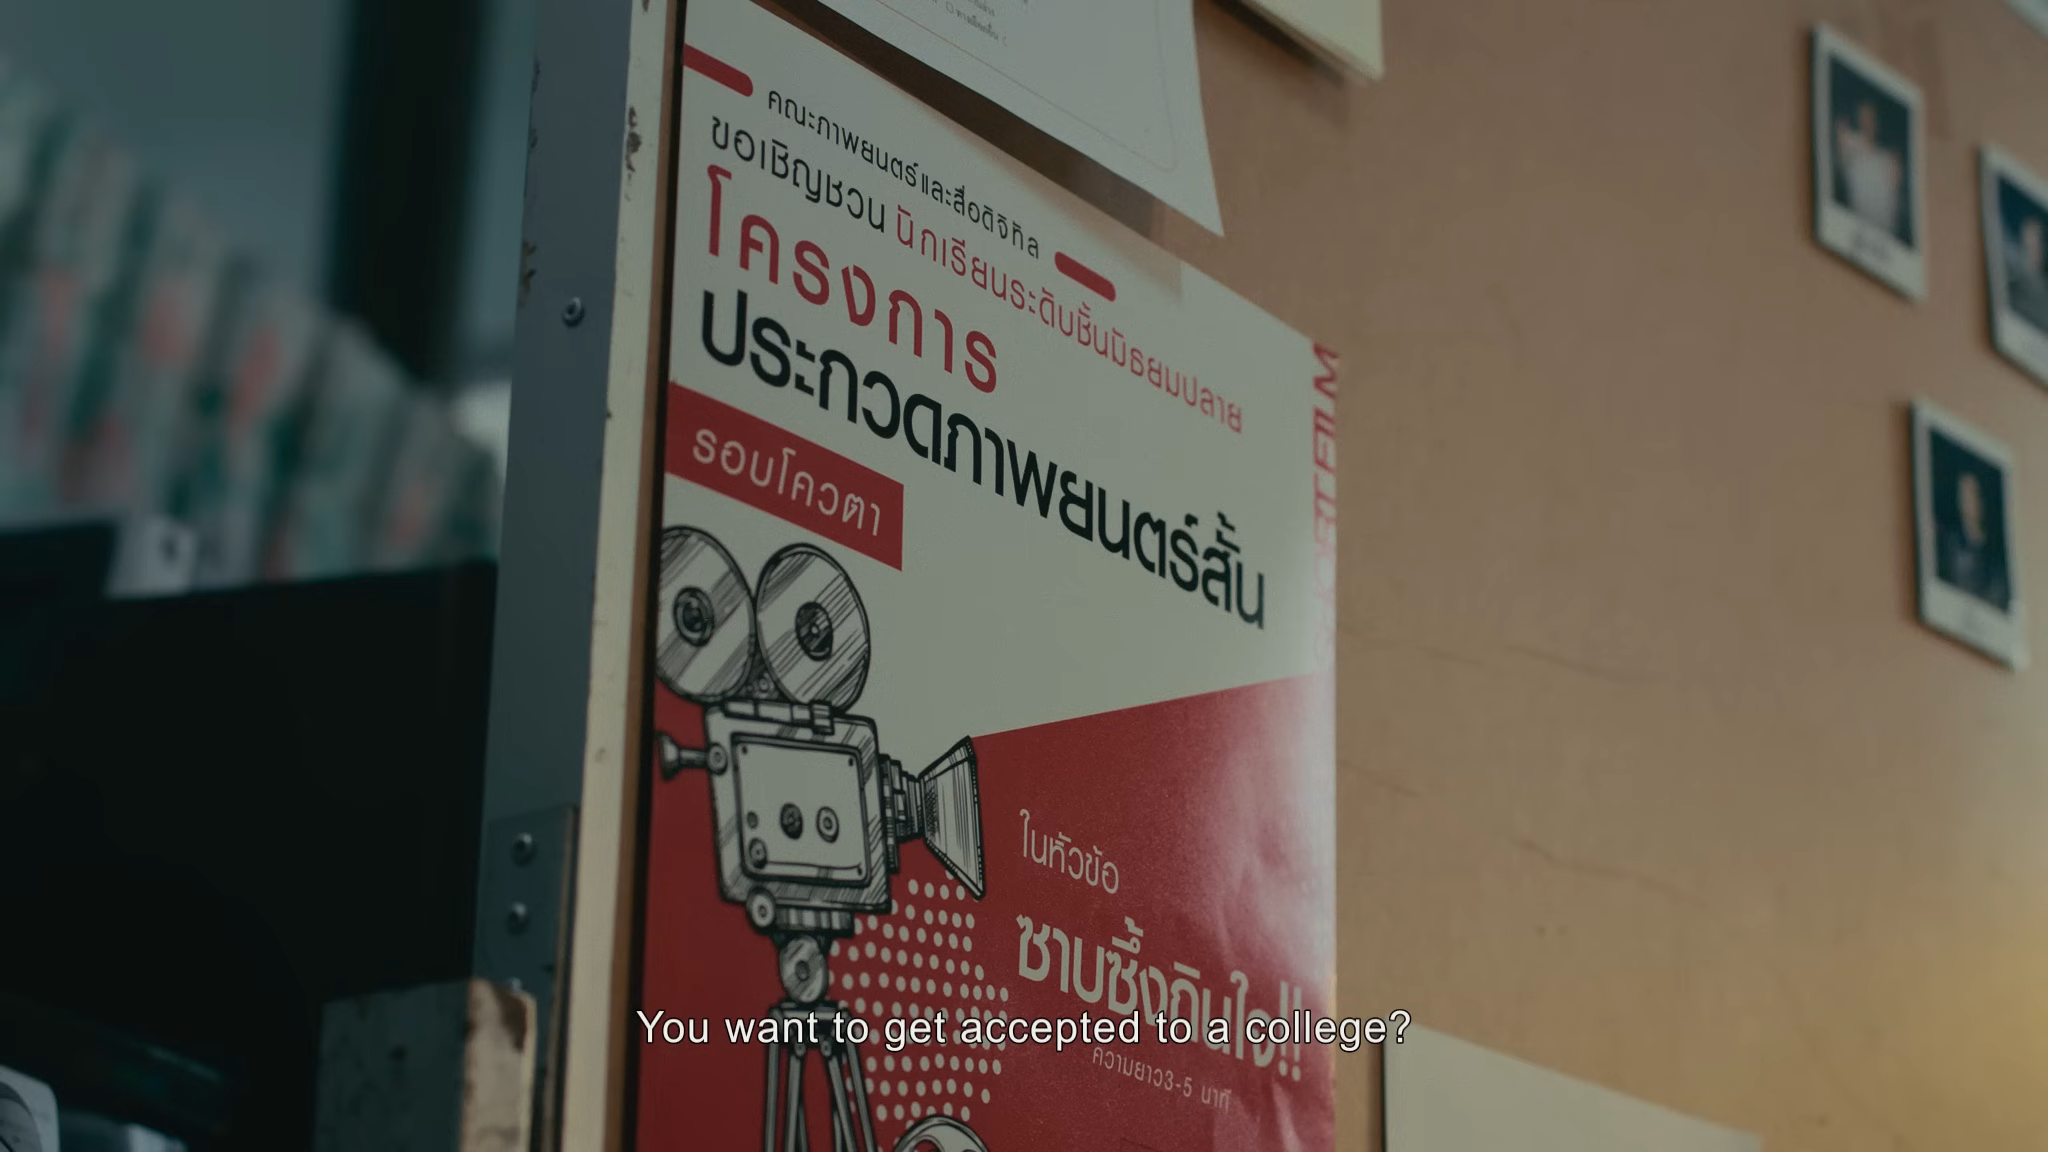 คณะภาพยนตร์และสื่อดิจิทัล
ขอเชิญชวน นักเรียนระดับชั้นมัธยมปลาย
โครงการ
ประกวดภาพยนตร์สั้น
รอบโควตา
SHORT FILM
ในหัวข้อ
ซาบซึ้งกินใจ!!
ความยาว3-5 นาที
You want to get accepted to a college?